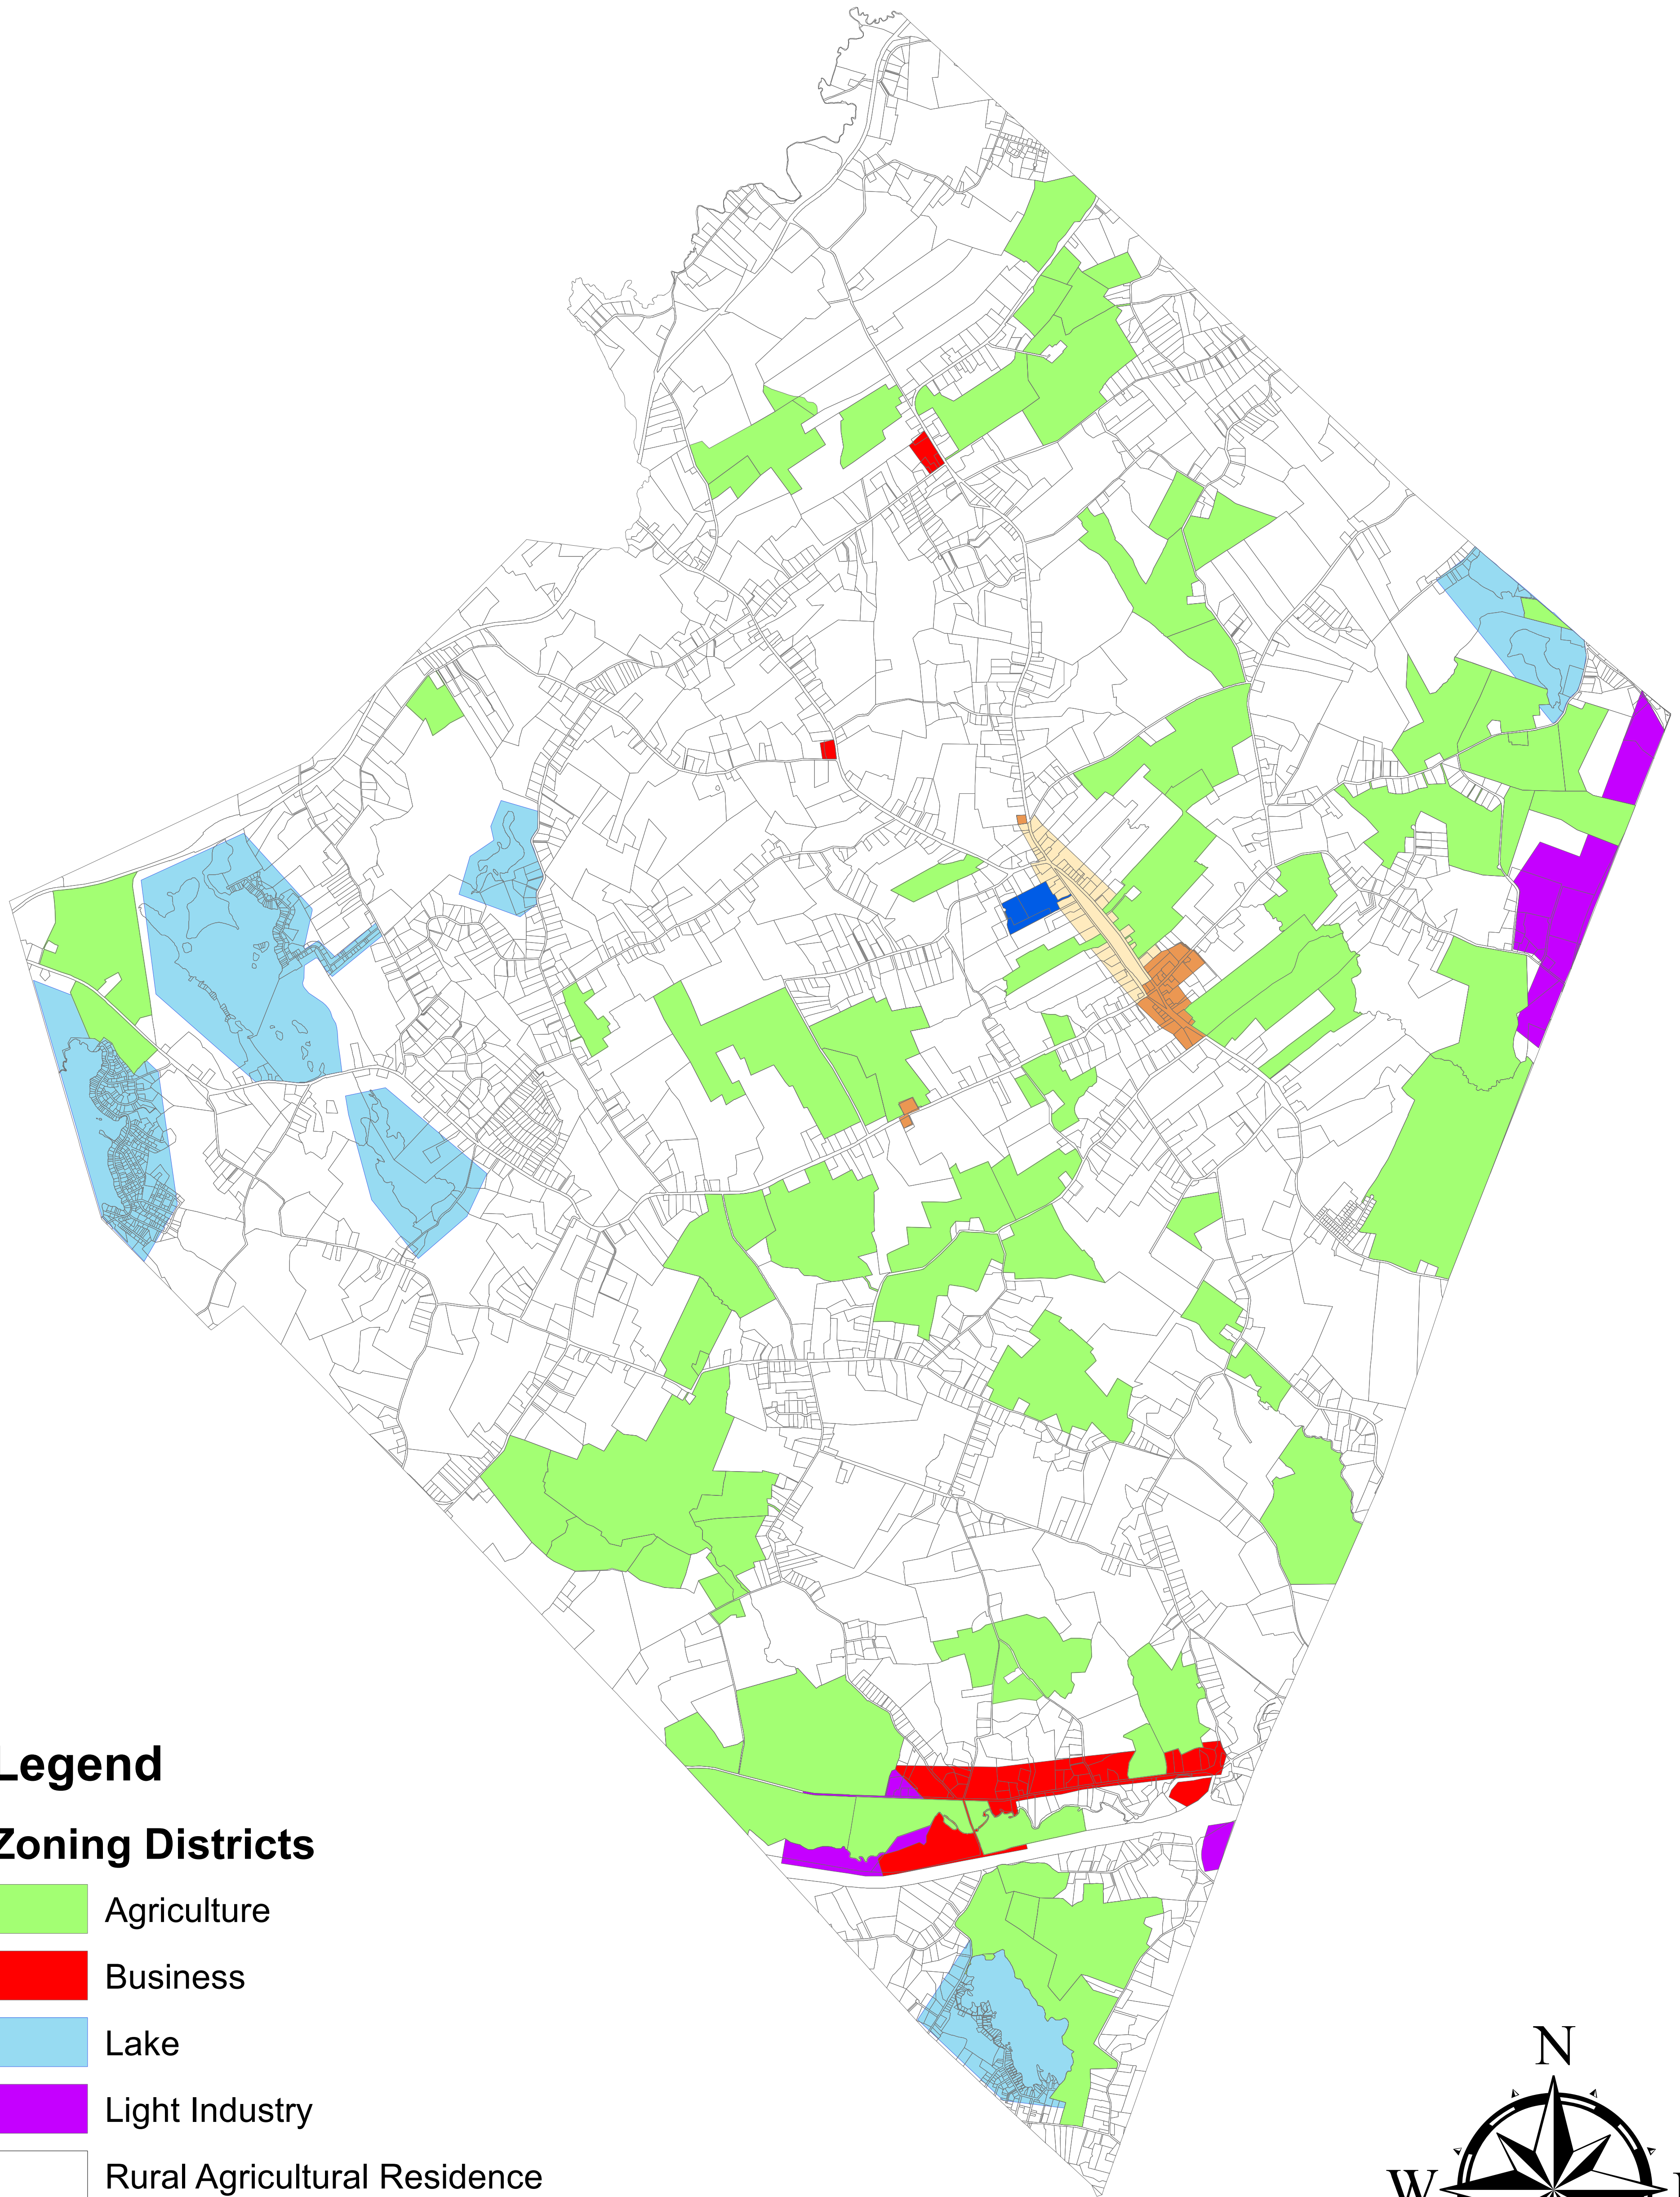 Legend
Zoning Districts
Agriculture
Business
Lake
Light Industry
Rural Agricultural Residence
N
W